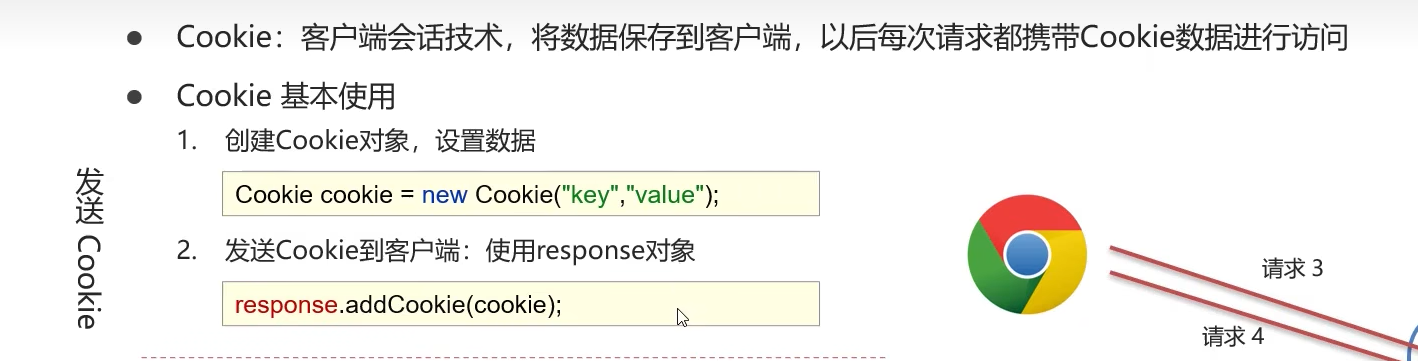 ● Cookie：客户端会话技术，将数据保存到客户端，以后每次请求都携带Cookie数据进行访问
● Cookie 基本使用
1. 创建Cookie对象，设置数据
Cookie cookie = new Cookie("key","value");
2. 发送Cookie到客户端：使用response对象
response.addCookie(cookie);
发送 Cookie
请求 3
请求 4